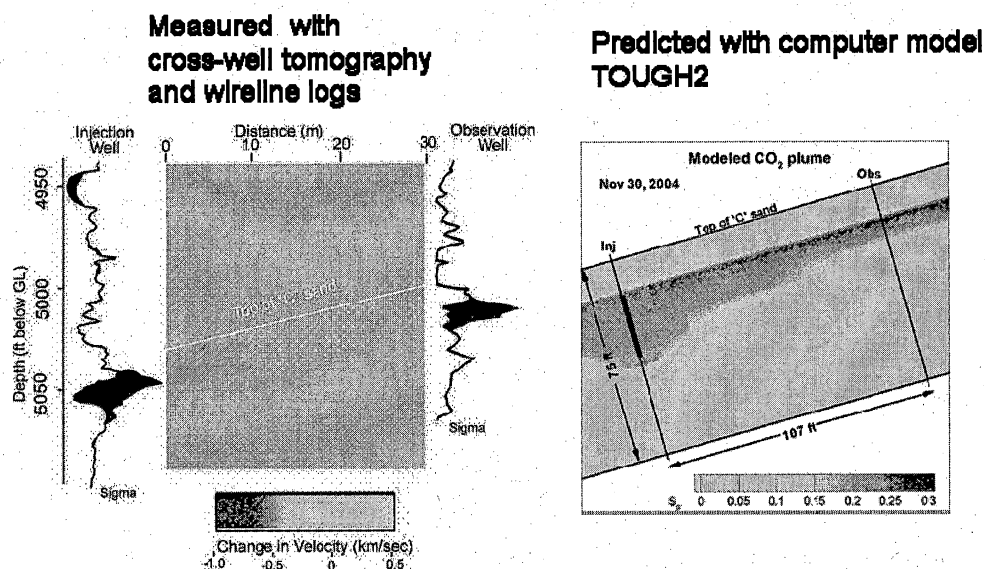 Measured with
cross-well tomography
and wireline logs
Predicted with computer model
TOUGH2
Injection
Well
Distance (m)
0
10
20
30
Observation
Well
Depth (ft below GL)
4950
5000
5050
Top of 'C' sand
Sigma
Sigma
Change in Velocity (km/sec)
-1.0
-0.5
0
0.5
Modeled CO₂ plume
Nov 30, 2004
Obs
Top of 'C' sand
Inj
75 ft
107 ft
0
0.05
0.1
0.15
0.2
0.25
0.3